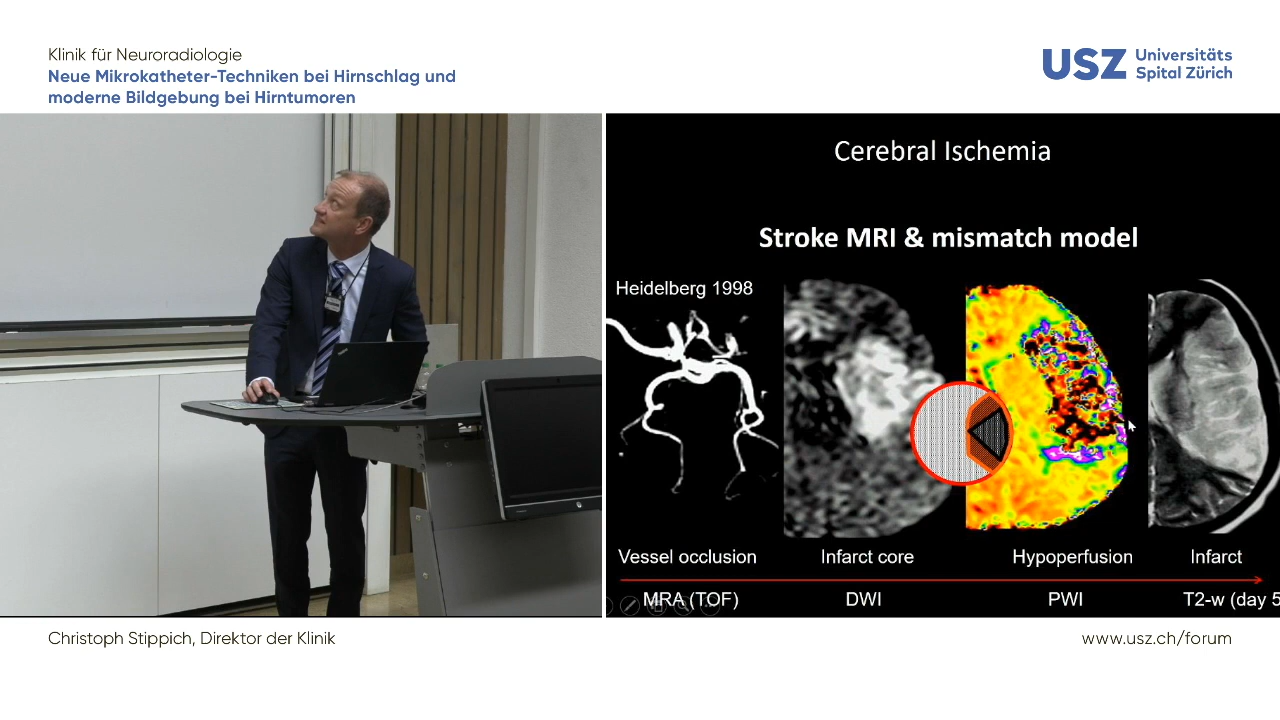 Klinik für Neuroradiologie
Neue Mikrokatheter-Techniken bei Hirnschlag und
moderne Bildgebung bei Hirntumoren
USZ Universitäts
Spital Zürich
Cerebral Ischemia
Stroke MRI & mismatch model
Heidelberg 1998
Vessel occlusion
Infarct core
Hypoperfusion
Infarct
MRA (TOF)
DWI
PWI
T2-w (day 5
Christoph Stippich, Direktor der Klinik
www.usz.ch/forum